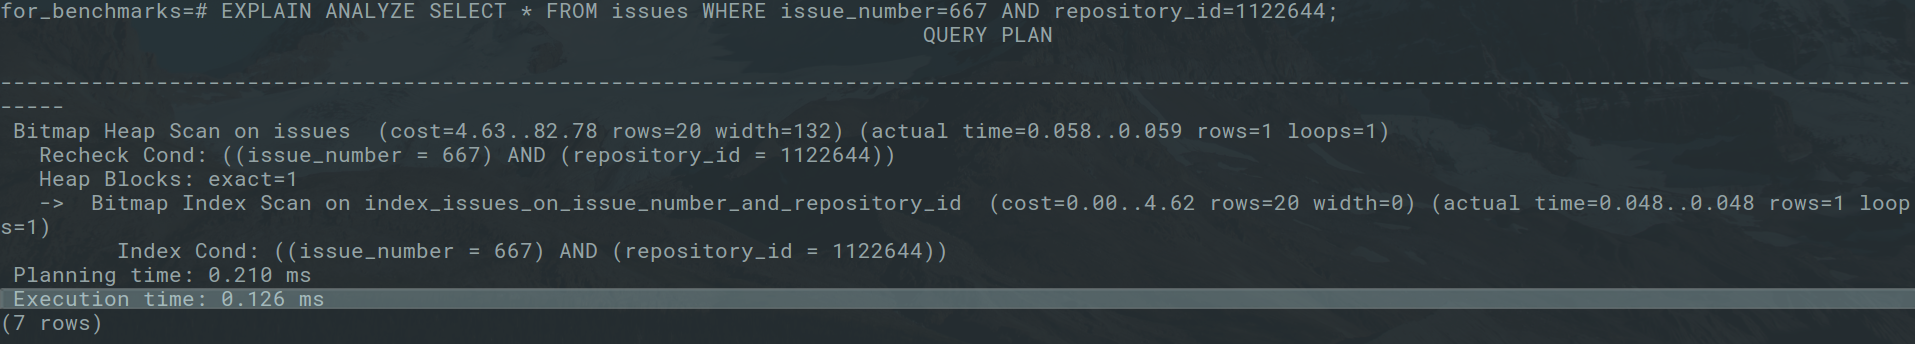 for_benchmarks=# EXPLAIN ANALYZE SELECT * FROM issues WHERE issue_number=667 AND repository_id=1122644;
QUERY PLAN
---------------------------------------------------------------------------------------------------------------------------------------------------
-----
Bitmap Heap Scan on issues  (cost=4.63..82.78 rows=20 width=132) (actual time=0.058..0.059 rows=1 loops=1)
Recheck Cond: ((issue_number = 667) AND (repository_id = 1122644))
Heap Blocks: exact=1
->  Bitmap Index Scan on index_issues_on_issue_number_and_repository_id  (cost=0.00..4.62 rows=20 width=0) (actual time=0.048..0.048 rows=1 loop
s=1)
Index Cond: ((issue_number = 667) AND (repository_id = 1122644))
Planning time: 0.210 ms
Execution time: 0.126 ms
(7 rows)